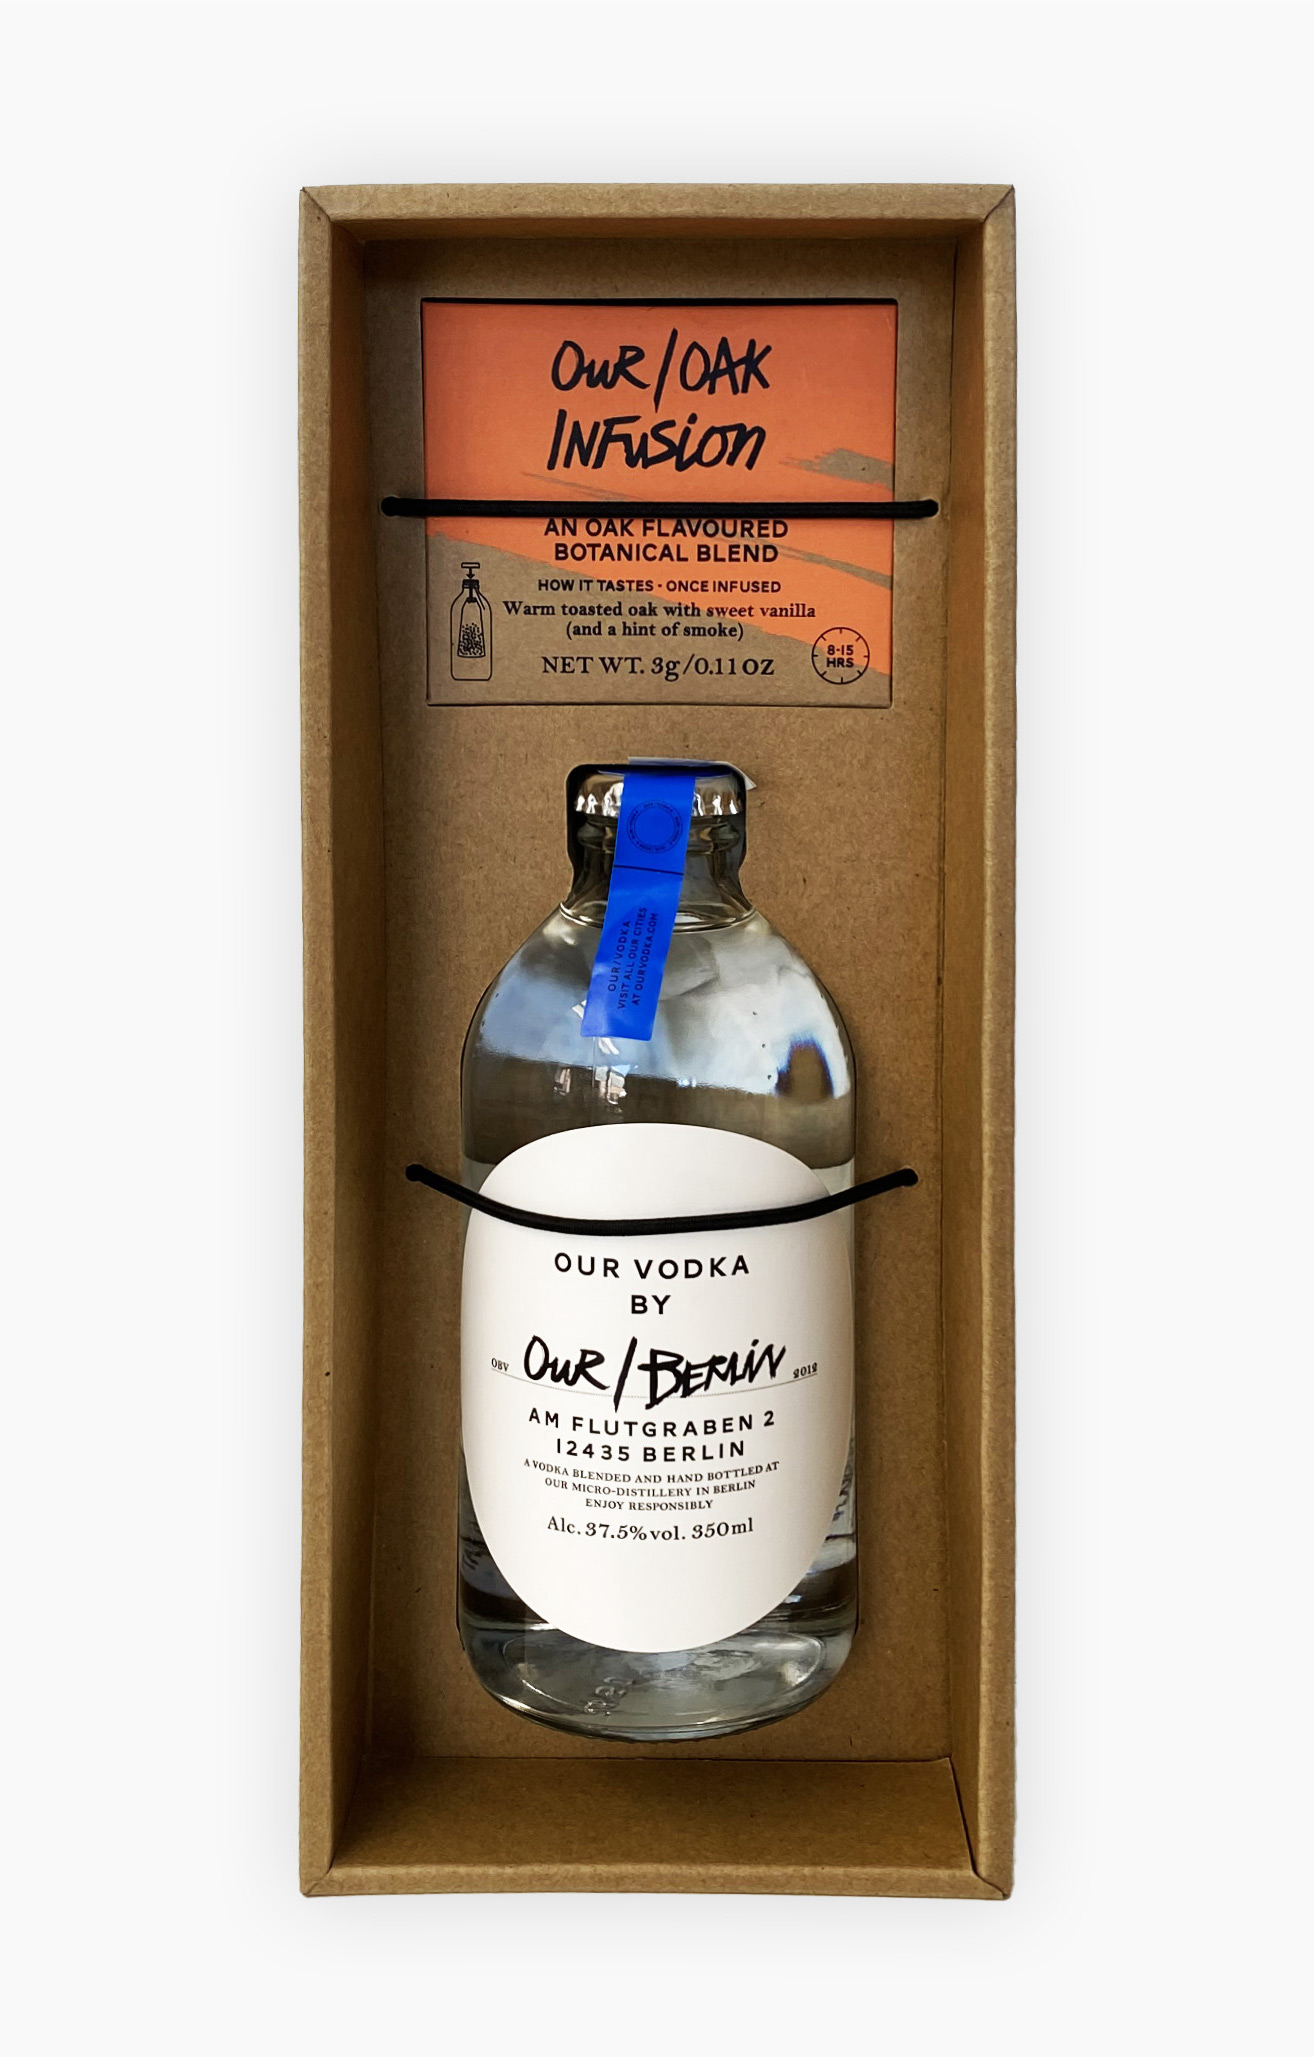 OUR/OAK
INFUSION
AN OAK FLAVOURED
BOTANICAL BLEND
HOW IT TASTES - ONCE INFUSED
Warm toasted oak with sweet vanilla
(and a hint of smoke)
NET WT. 3g/0.11 OZ
8-15
HRS
OUR/VODKA
VISIT ALL OUR CITIES
AT OURVODKA.COM
OUR VODKA
BY
OBV OUR/BERLIN 2012
AM FLUTGRABEN 2
12435 BERLIN
A VODKA BLENDED AND HAND BOTTLED AT
OUR MICRO-DISTILLERY IN BERLIN
ENJOY RESPONSIBLY
Alc. 37.5% vol. 350ml